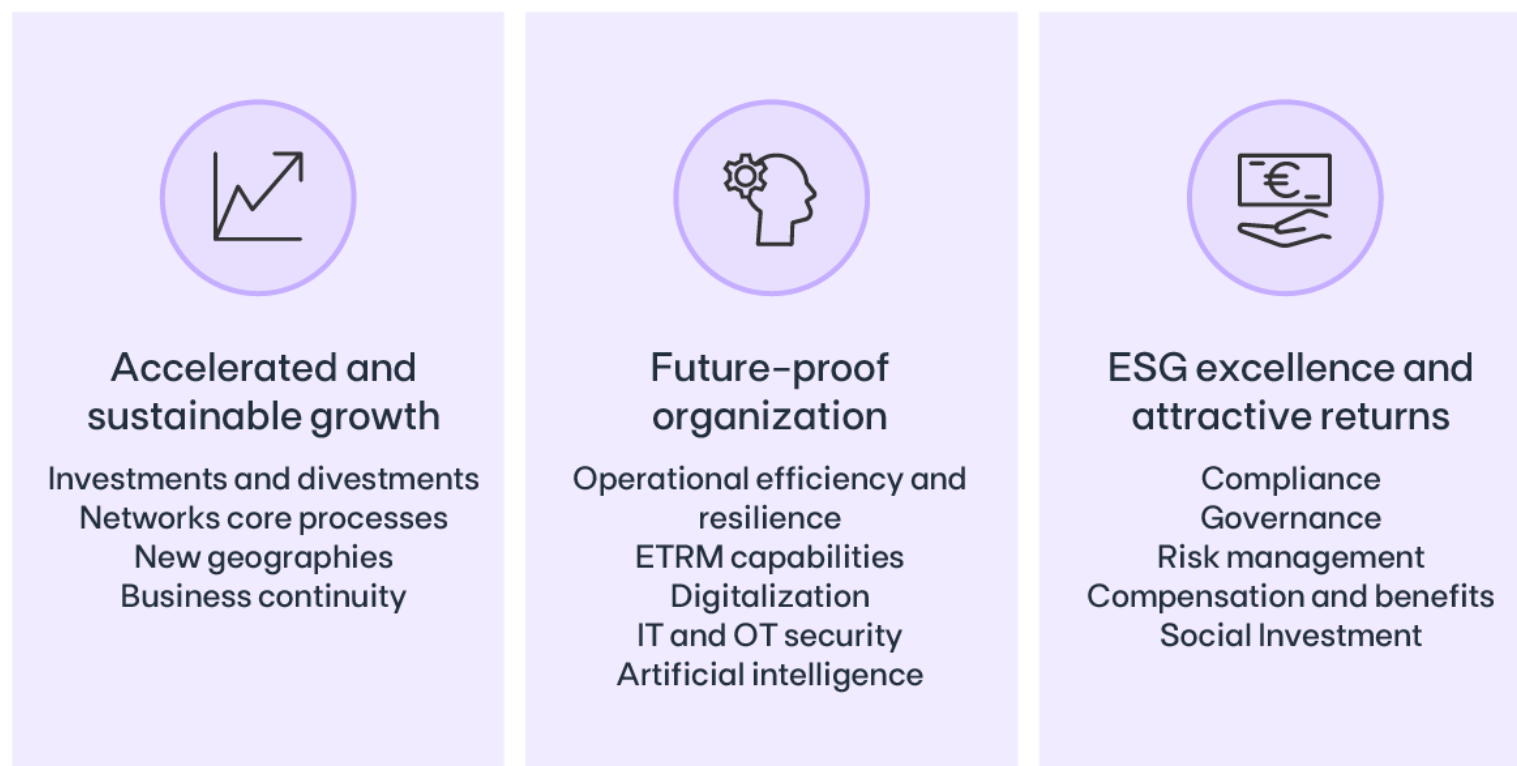 Accelerated and
sustainable growth
Investments and divestments
Networks core processes
New geographies
Business continuity
Future-proof
organization
Operational efficiency and
resilience
ETRM capabilities
Digitalization
IT and OT security
Artificial intelligence
€
ESG excellence and
attractive returns
Compliance
Governance
Risk management
Compensation and benefits
Social Investment